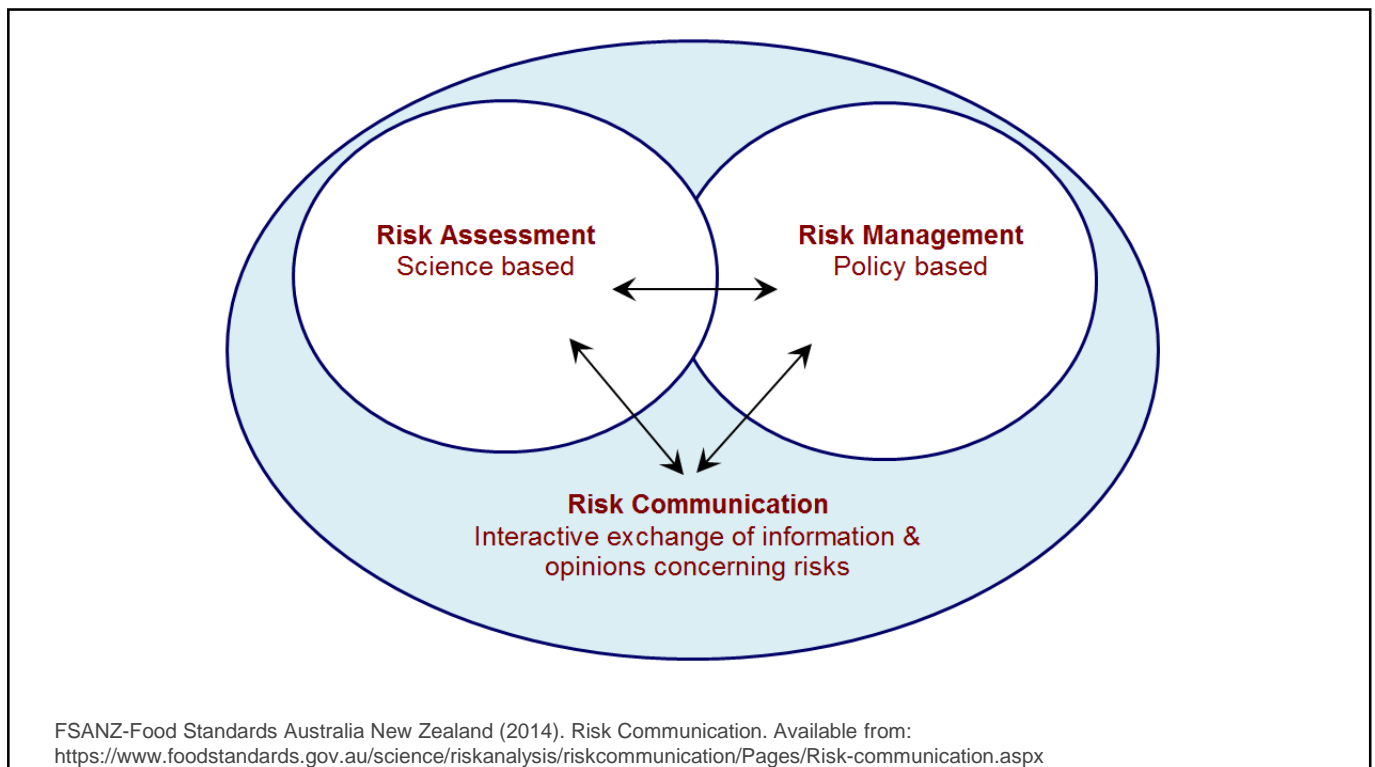 Risk Assessment
Science based
Risk Management
Policy based
Risk Communication
Interactive exchange of information &
opinions concerning risks
FSANZ-Food Standards Australia New Zealand (2014). Risk Communication. Available from:
https://www.foodstandards.gov.au/science/riskanalysis/riskcommunication/Pages/Risk-communication.aspx